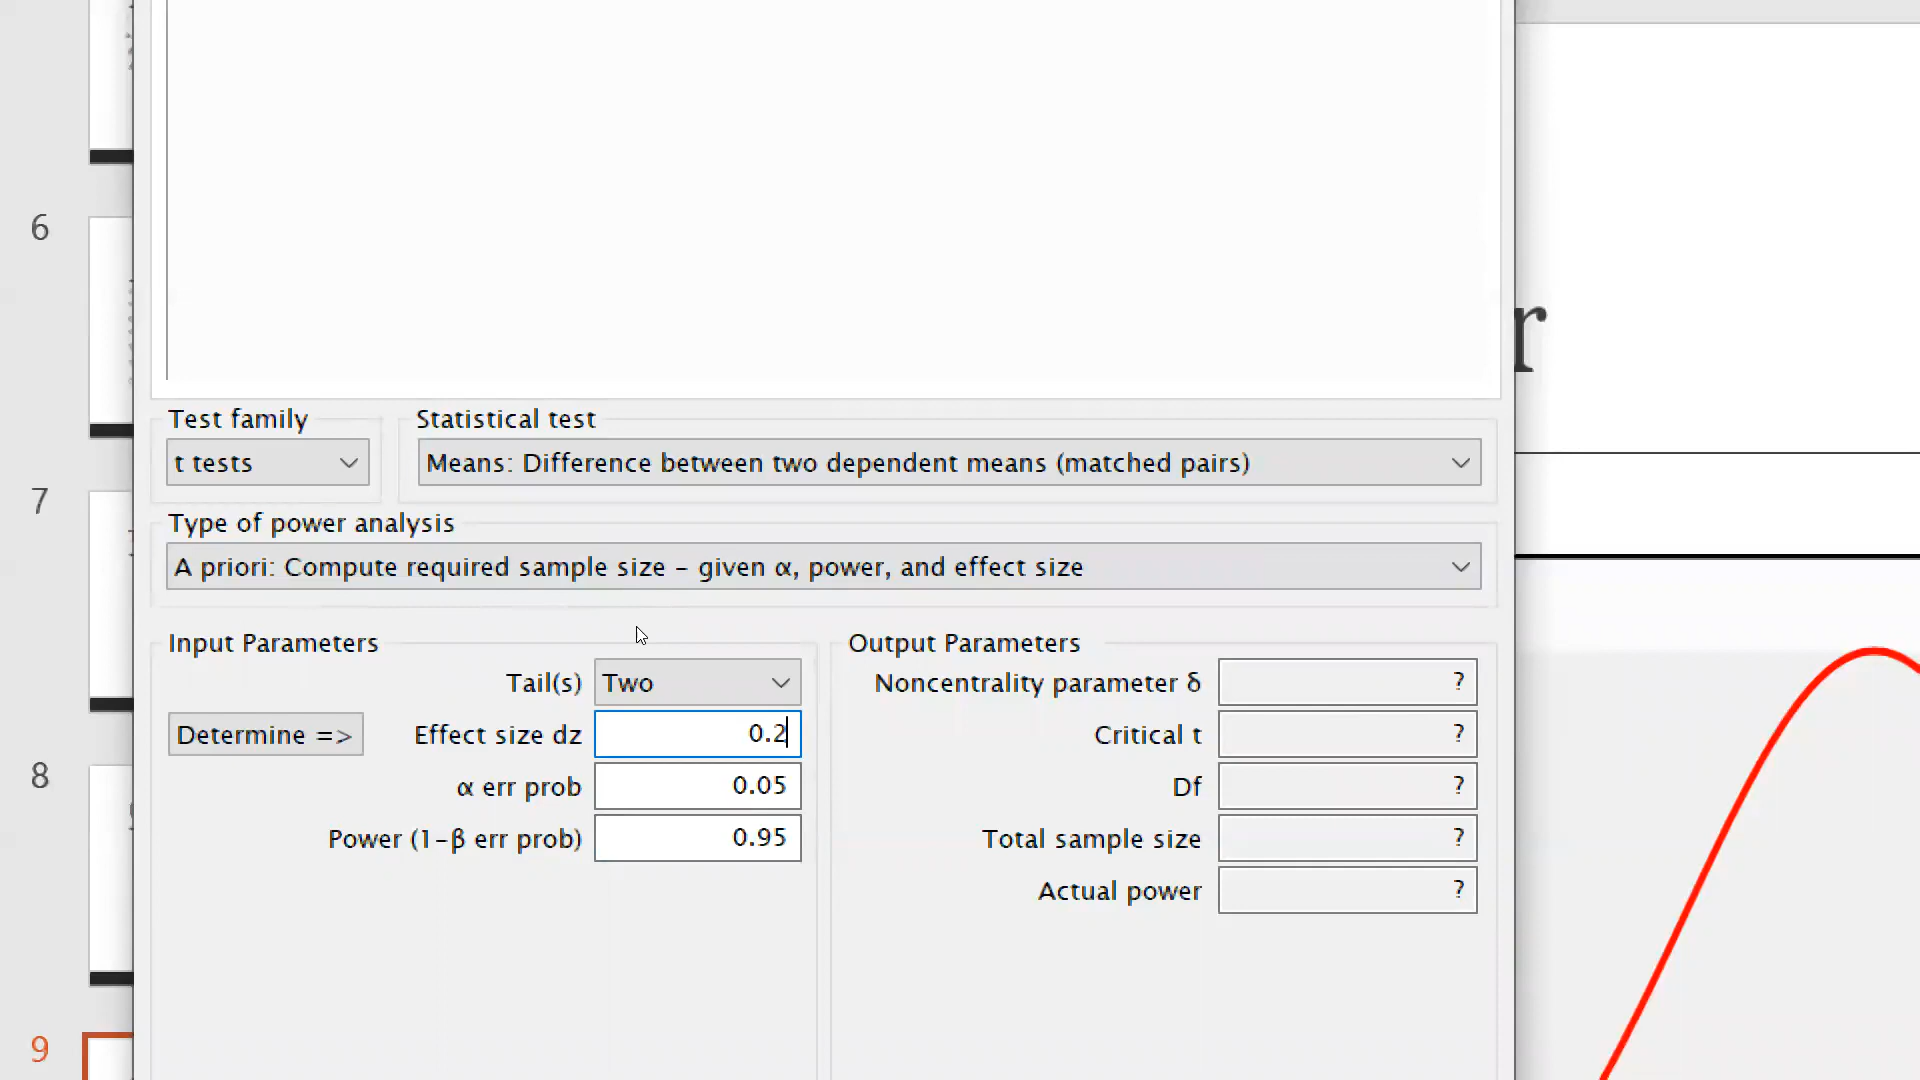 6
7
8
9
r
Test family
Statistical test
t tests
Means: Difference between two dependent means (matched pairs)
Type of power analysis
A priori: Compute required sample size – given α, power, and effect size
Input Parameters
Output Parameters
Tail(s) Two
Noncentrality parameter δ ?
Determine => Effect size dz 0.2
Critical t ?
α err prob 0.05
Df ?
Power (1–β err prob) 0.95
Total sample size ?
Actual power ?